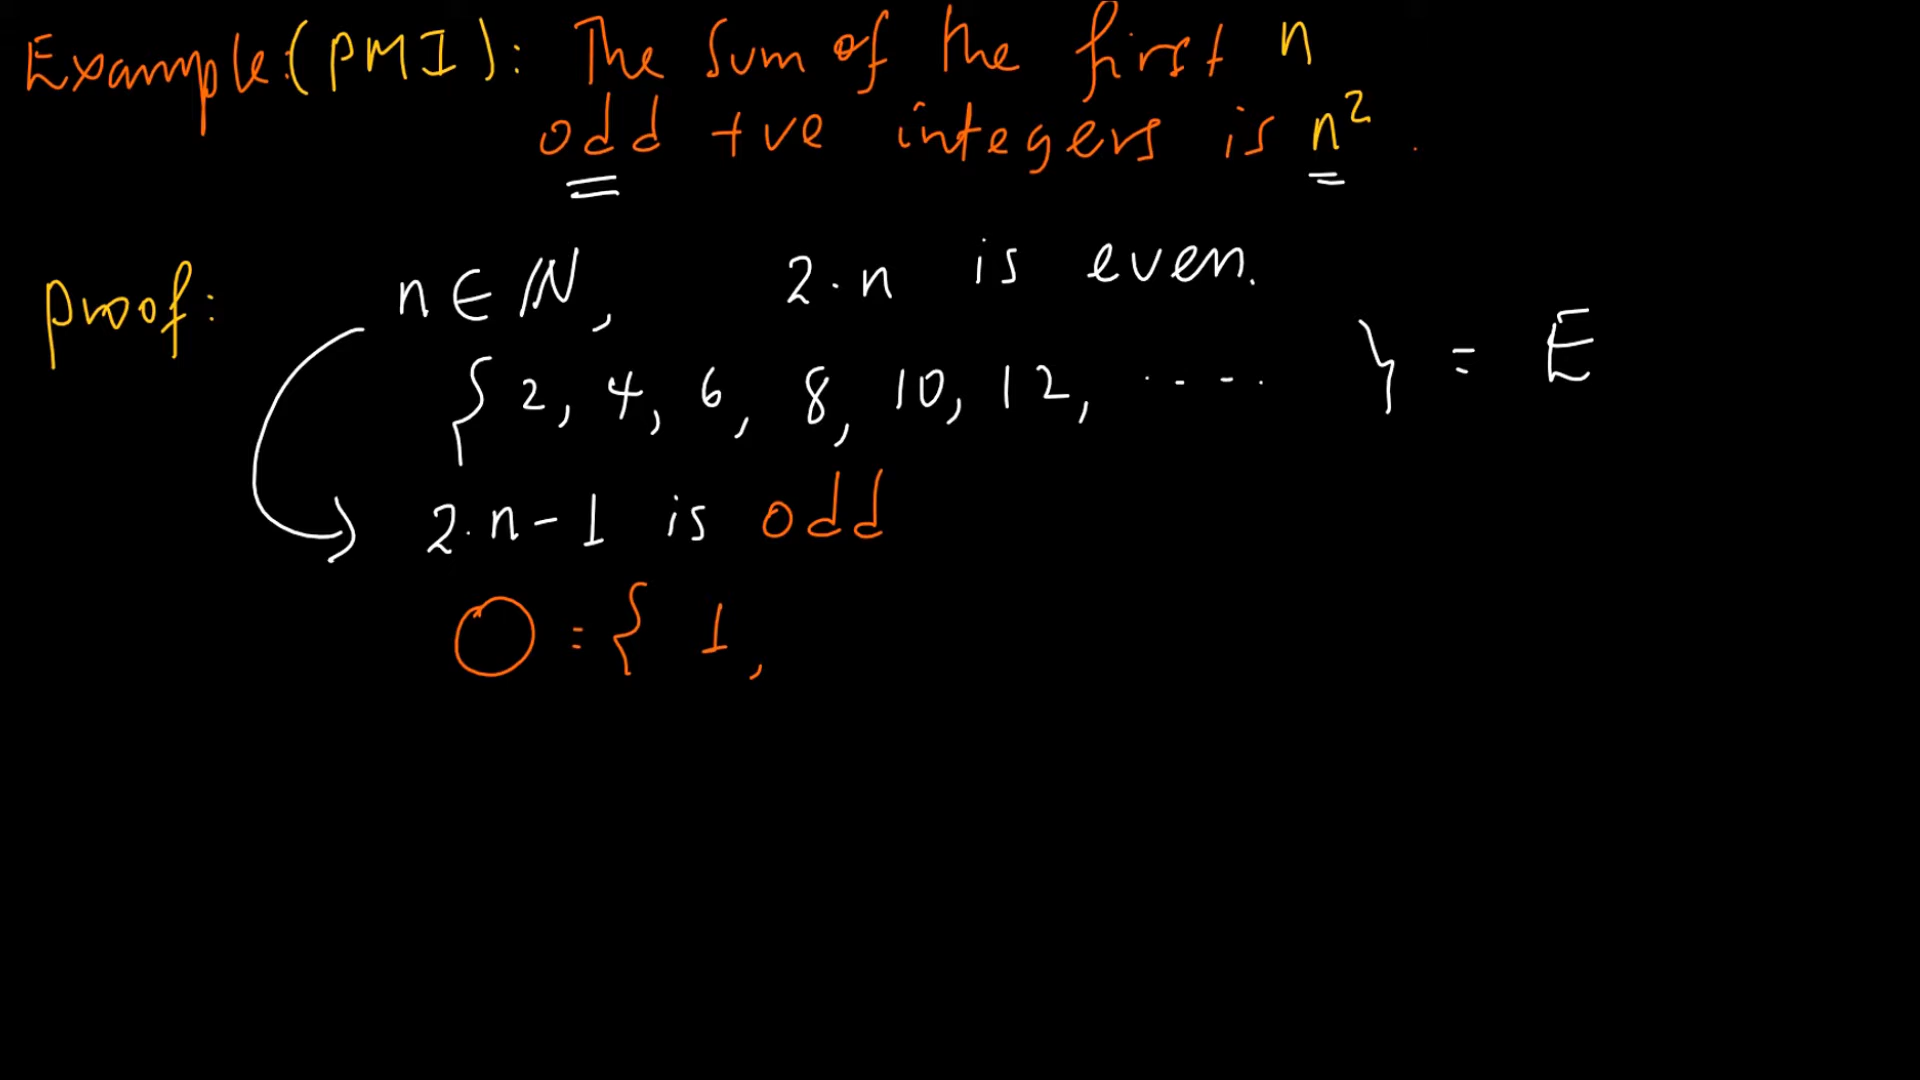 Example:(PMI): The sum of the first n
odd +ve integers is n².
Proof: n∈ℕ, 2·n is even.
{2, 4, 6, 8, 10, 12, ···· } = E
2·n-1 is odd
O = { 1,